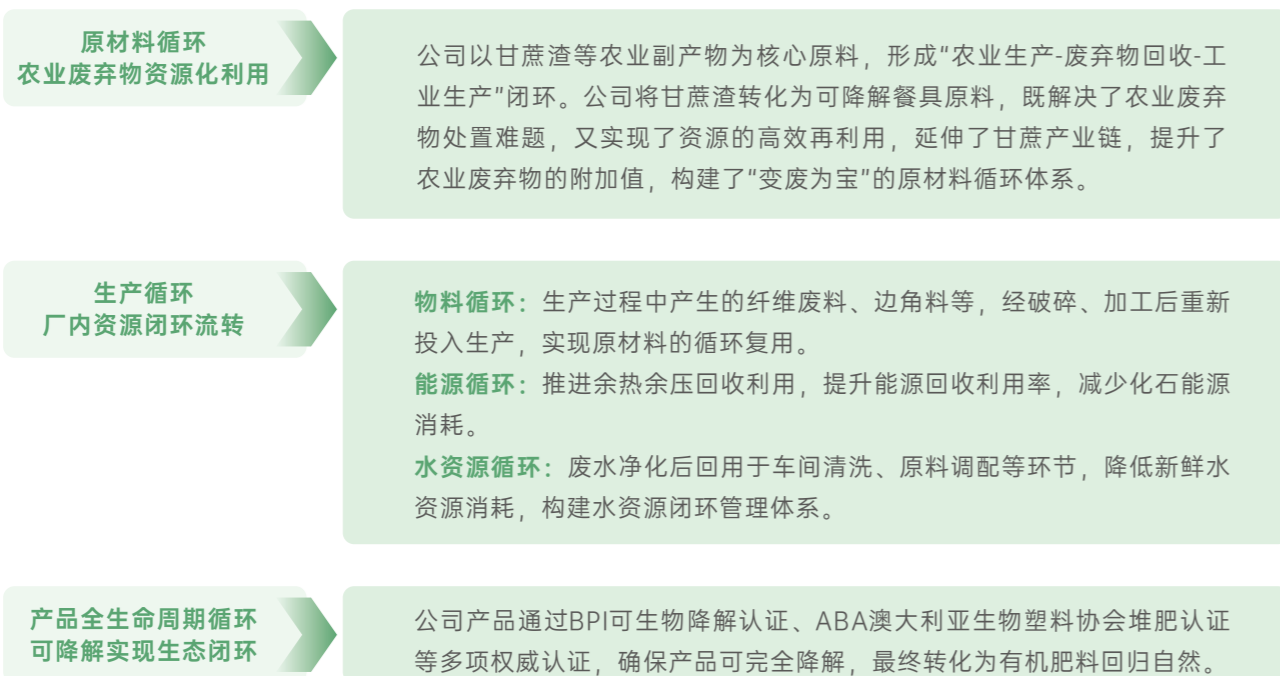 原材料循环
农业废弃物资源化利用
公司以甘蔗渣等农业副产物为核心原料，形成“农业生产-废弃物回收-工
业生产”闭环。公司将甘蔗渣转化为可降解餐具原料，既解决了农业废弃
物处置难题，又实现了资源的高效再利用，延伸了甘蔗产业链，提升了
农业废弃物的附加值，构建了“变废为宝”的原材料循环体系。
生产循环
厂内资源闭环流转
物料循环：生产过程中产生的纤维废料、边角料等，经破碎、加工后重新
投入生产，实现原材料的循环复用。
能源循环：推进余热余压回收利用，提升能源回收利用率，减少化石能源
消耗。
水资源循环：废水净化后回用于车间清洗、原料调配等环节，降低新鲜水
资源消耗，构建水资源闭环管理体系。
产品全生命周期循环
可降解实现生态闭环
公司产品通过BPI可生物降解认证、ABA澳大利亚生物塑料协会堆肥认证
等多项权威认证，确保产品可完全降解，最终转化为有机肥料回归自然。